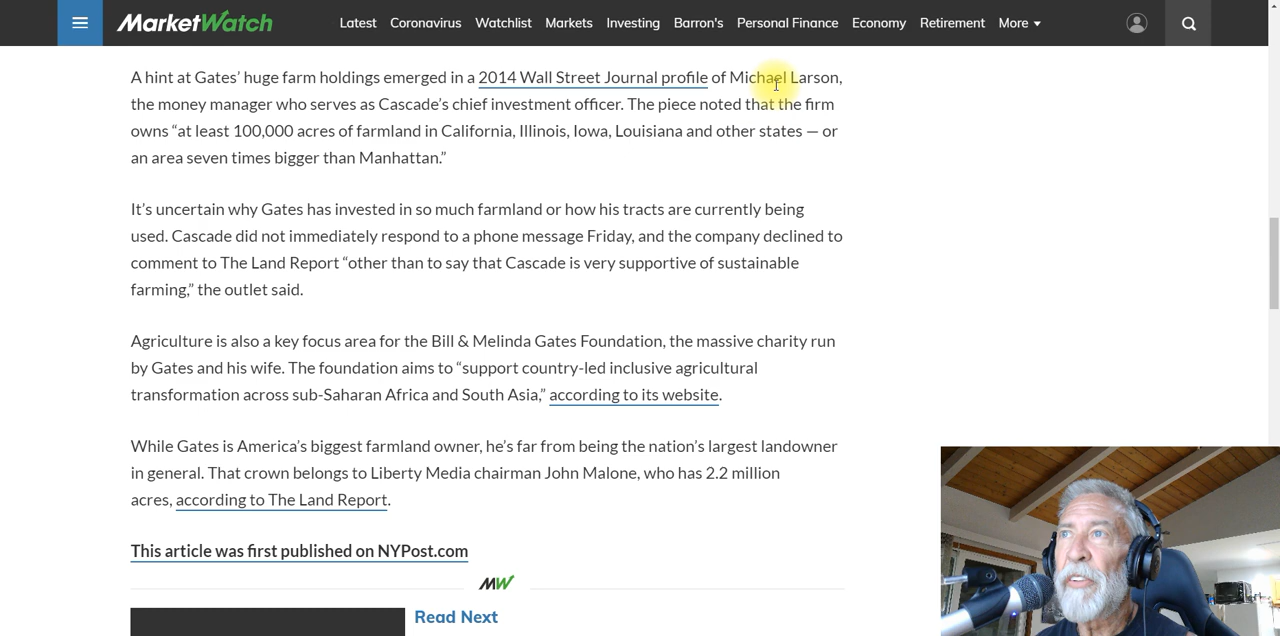 MarketWatch Latest Coronavirus Watchlist Markets Investing Barron's Personal Finance Economy Retirement More
A hint at Gates’ huge farm holdings emerged in a 2014 Wall Street Journal profile of Michael Larson,
the money manager who serves as Cascade’s chief investment officer. The piece noted that the firm
owns “at least 100,000 acres of farmland in California, Illinois, Iowa, Louisiana and other states — or
an area seven times bigger than Manhattan.”
It’s uncertain why Gates has invested in so much farmland or how his tracts are currently being
used. Cascade did not immediately respond to a phone message Friday, and the company declined to
comment to The Land Report “other than to say that Cascade is very supportive of sustainable
farming,” the outlet said.
Agriculture is also a key focus area for the Bill & Melinda Gates Foundation, the massive charity run
by Gates and his wife. The foundation aims to “support country-led inclusive agricultural
transformation across sub-Saharan Africa and South Asia,” according to its website.
While Gates is America’s biggest farmland owner, he’s far from being the nation’s largest landowner
in general. That crown belongs to Liberty Media chairman John Malone, who has 2.2 million
acres, according to The Land Report.
This article was first published on NYPost.com
MW
Read Next